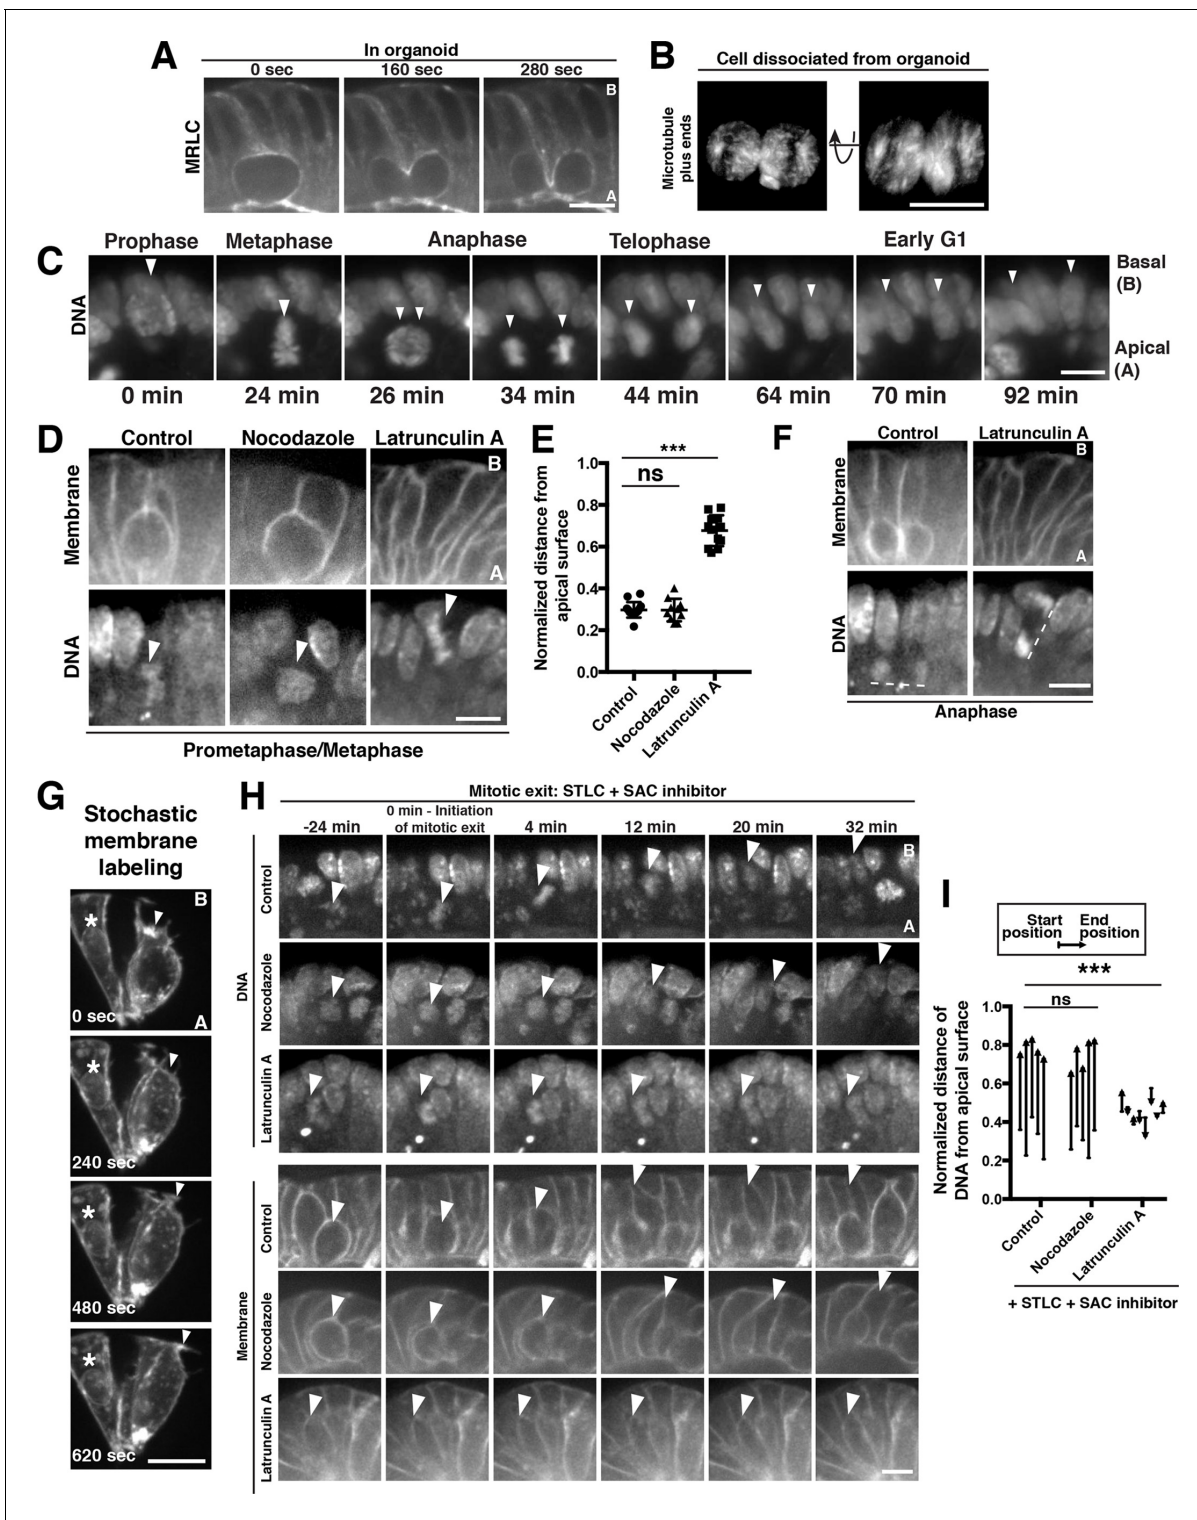 A
In organoid
0 sec 160 sec 280 sec
MRLC
B
A
B
Cell dissociated from organoid
Microtubule
plus ends
C
Prophase Metaphase Anaphase Telophase Early G1
DNA
Basal
(B)
Apical
(A)
0 min 24 min 26 min 34 min 44 min 64 min 70 min 92 min
D
Control Nocodazole Latrunculin A
Membrane
B
A
DNA
Prometaphase/Metaphase
E
***
ns
Normalized distance from
apical surface
1.0
0.8
0.6
0.4
0.2
0.0
Control
Nocodazole
Latrunculin A
F
Control Latrunculin A
Membrane
B
A
DNA
Anaphase
G
Stochastic
membrane
labeling
B
*
0 sec
A
*
240 sec
*
480 sec
*
620 sec
H
Mitotic exit: STLC + SAC inhibitor
-24 min 0 min - Initiation of mitotic exit 4 min 12 min 20 min 32 min
DNA
Control
B
A
Nocodazole
Latrunculin A
Membrane
Control
Nocodazole
Latrunculin A
I
Start position End position
***
ns
Normalized distance of
DNA from apical surface
1.0
0.8
0.6
0.4
0.2
0.0
Control
Nocodazole
Latrunculin A
+ STLC + SAC inhibitor